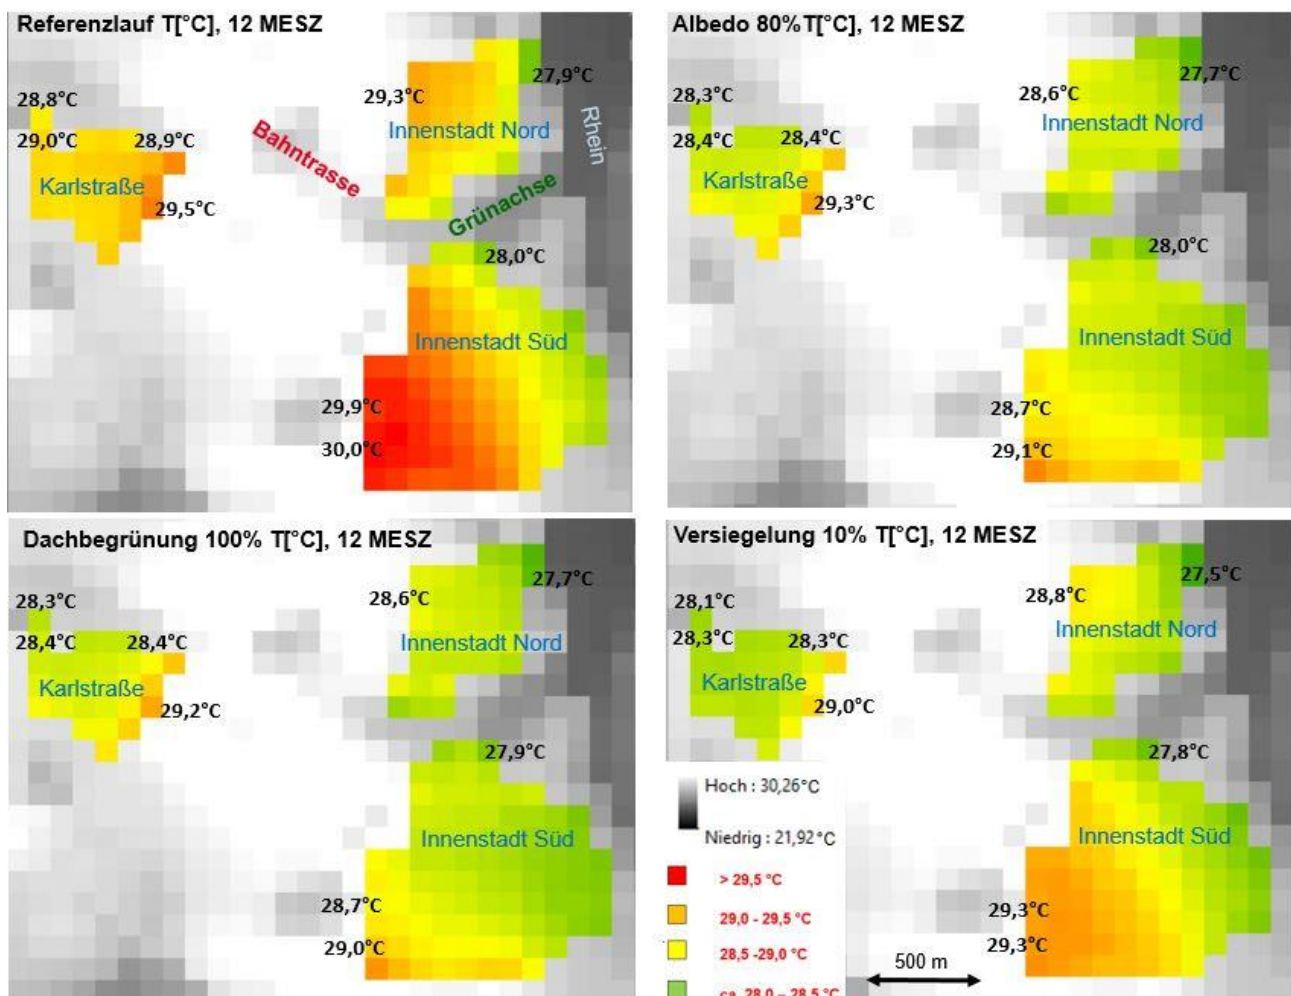 Referenzlauf T[°C], 12 MESZ
27,9°C
28,8°C
29,3°C
29,0°C
28,9°C
Innenstadt Nord
Rhein
Bahntrasse
Karlstraße
29,5°C
Grünachse
28,0°C
Innenstadt Süd
29,9°C
30,0°C
Albedo 80%T[°C], 12 MESZ
27,7°C
28,3°C
28,6°C
28,4°C
28,4°C
Innenstadt Nord
Karlstraße
29,3°C
28,0°C
Innenstadt Süd
28,7°C
29,1°C
Dachbegrünung 100% T[°C], 12 MESZ
27,7°C
28,3°C
28,6°C
28,4°C
28,4°C
Innenstadt Nord
Karlstraße
29,2°C
27,9°C
Innenstadt Süd
28,7°C
29,0°C
Versiegelung 10% T[°C], 12 MESZ
27,5°C
28,1°C
28,8°C
28,3°C
28,3°C
Innenstadt Nord
Karlstraße
29,0°C
27,8°C
Innenstadt Süd
29,3°C
29,3°C
Hoch : 30,26°C
Niedrig : 21,92°C
> 29,5 °C
29,0 - 29,5 °C
28,5 -29,0 °C
ca. 28,0 – 28,5 °C
500 m